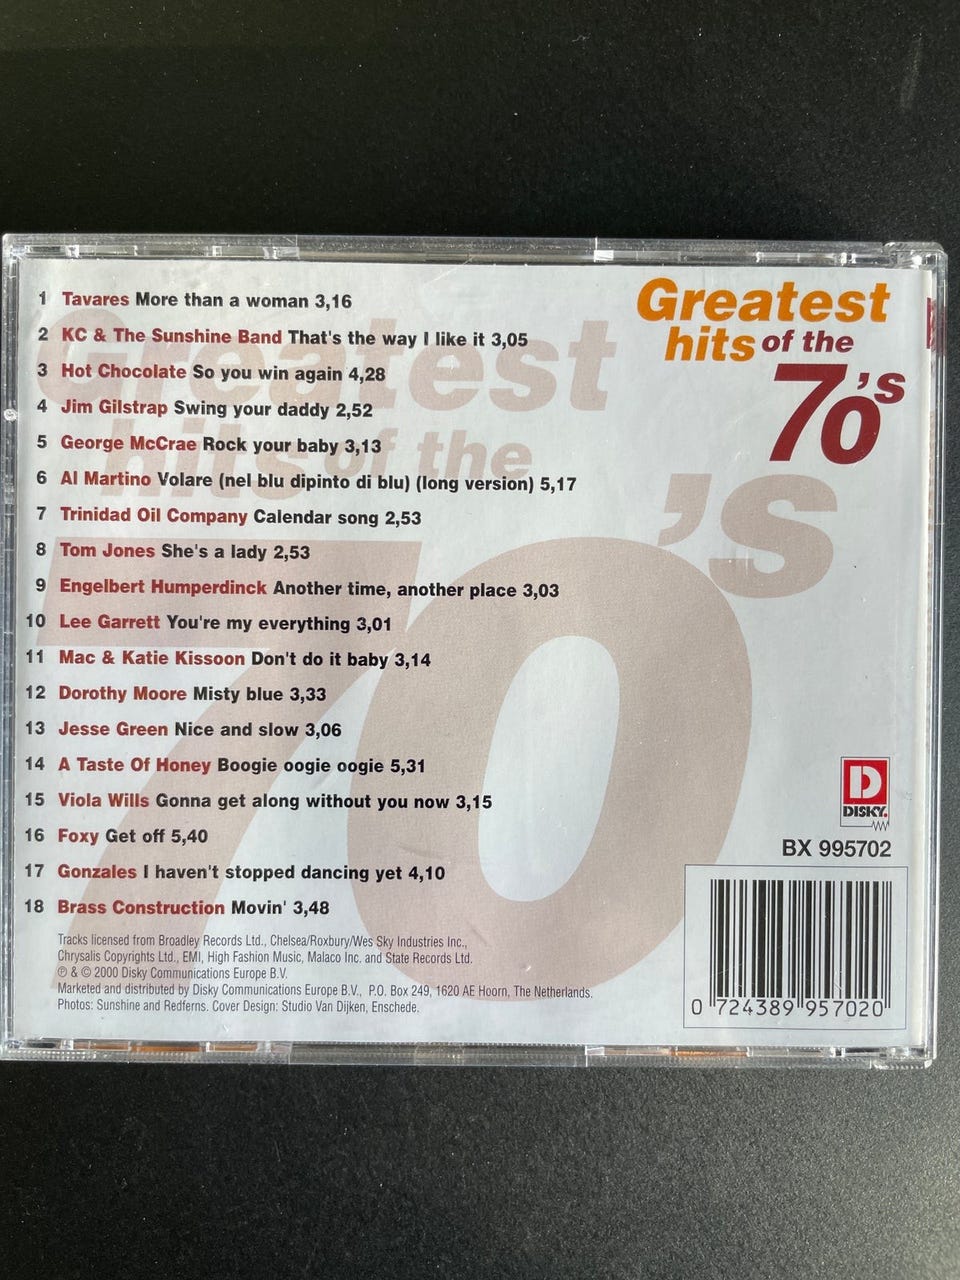 1 Tavares More than a woman 3,16
2 KC & The Sunshine Band That's the way I like it 3,05
3 Hot Chocolate So you win again 4,28
4 Jim Gilstrap Swing your daddy 2,52
5 George McCrae Rock your baby 3,13
6 Al Martino Volare (nel blu dipinto di blu) (long version) 5,17
7 Trinidad Oil Company Calendar song 2,53
8 Tom Jones She's a lady 2,53
9 Engelbert Humperdinck Another time, another place 3,03
10 Lee Garrett You're my everything 3,01
11 Mac & Katie Kissoon Don't do it baby 3,14
12 Dorothy Moore Misty blue 3,33
13 Jesse Green Nice and slow 3,06
14 A Taste Of Honey Boogie oogie oogie 5,31
15 Viola Wills Gonna get along without you now 3,15
16 Foxy Get off 5,40
17 Gonzales I haven't stopped dancing yet 4,10
18 Brass Construction Movin' 3,48
Tracks licensed from Broadley Records Ltd., Chelsea/Roxbury/Wes Sky Industries Inc.,
Chrysalis Copyrights Ltd., EMI, High Fashion Music, Malaco Inc. and State Records Ltd.
℗ & © 2000 Disky Communications Europe B.V.
Marketed and distributed by Disky Communications Europe B.V., P.O. Box 249, 1620 AE Hoorn, The Netherlands.
Photos: Sunshine and Redferns. Cover Design: Studio Van Dijken, Enschede.
Greatest
hits of the
70's
Greatest
hits of the
70's
D
DISKY.
BX 995702
0 724389 957020